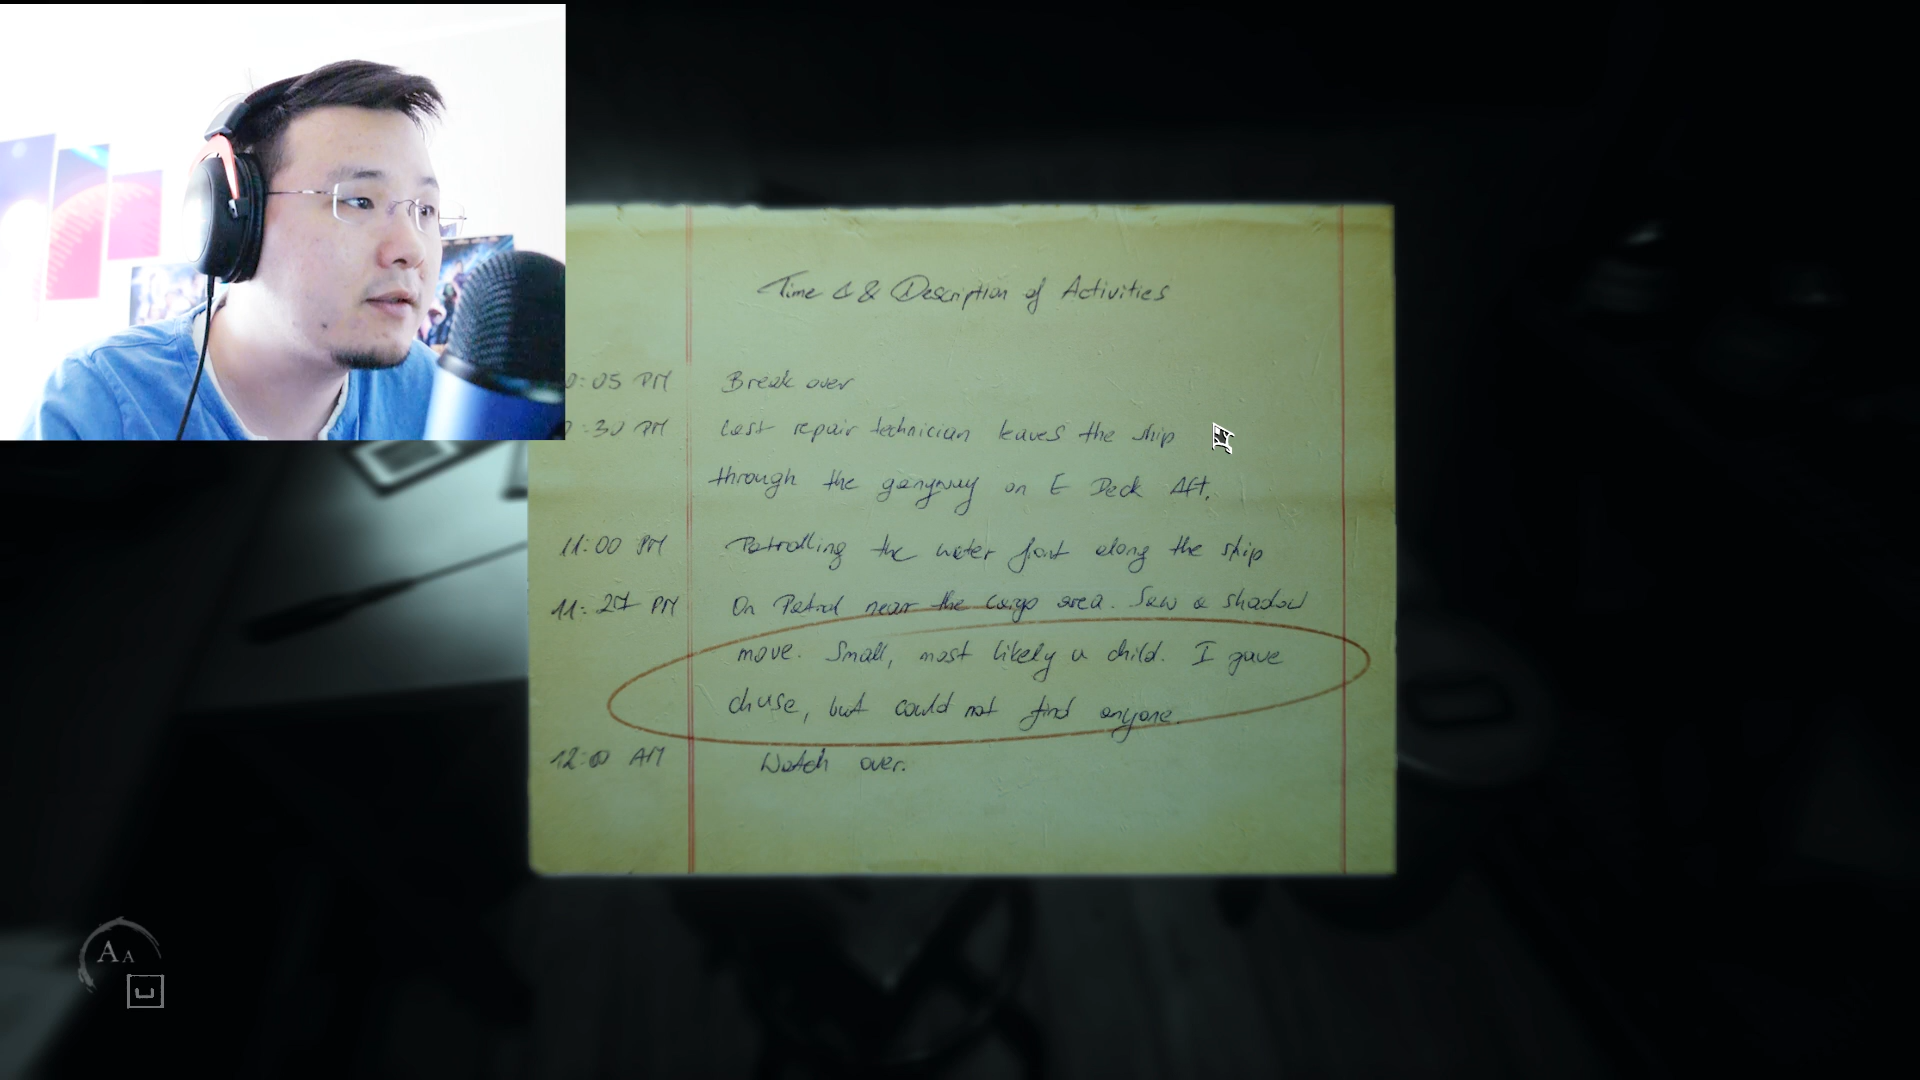 Time & Description of Activities
:05 PM Break over
:30 PM Last repair technician leaves the ship
through the gangway on E Deck Aft.
11:00 PM Patrolling the water front along the ship
11:27 PM On Patrol near the cargo area. Saw a shadow
move. Small, most likely a child. I gave
chase, but could not find anyone.
12:00 AM Watch over.
A A